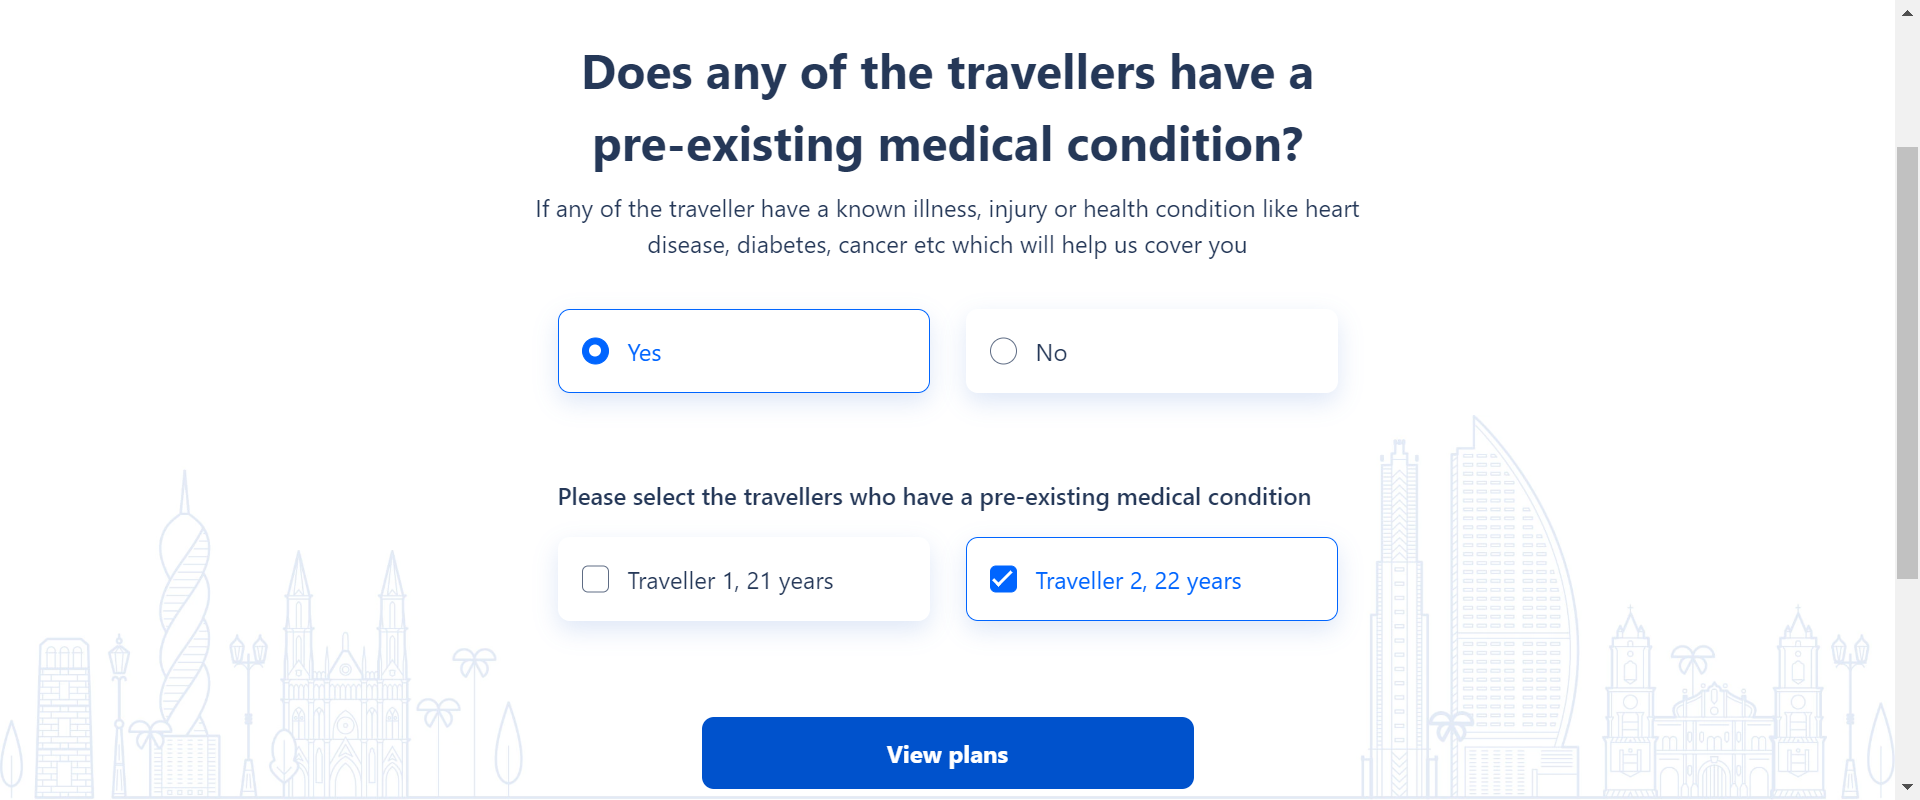 Does any of the travellers have a
pre-existing medical condition?
If any of the traveller have a known illness, injury or health condition like heart
disease, diabetes, cancer etc which will help us cover you
Yes
No
Please select the travellers who have a pre-existing medical condition
Traveller 1, 21 years
Traveller 2, 22 years
View plans